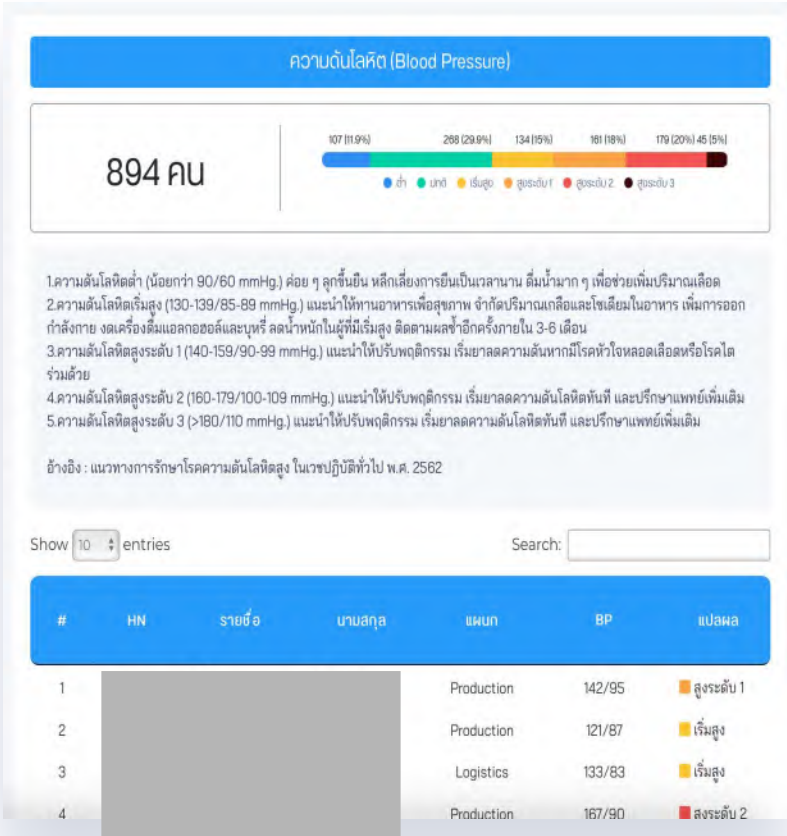 ความดันโลหิต (Blood Pressure)
894 คน
107 (11.9%) 268 (29.9%) 134 (15%) 161 (18%) 179 (20%) 45 (5%)
ต่ำ ปกติ เริ่มสูง สูงระดับ 1 สูงระดับ 2 สูงระดับ 3
1.ความดันโลหิตต่ำ (น้อยกว่า 90/60 mmHg.) ค่อย ๆ ลุกขึ้นยืน หลีกเลี่ยงการยืนเป็นเวลานาน ดื่มน้ำมาก ๆ เพื่อช่วยเพิ่มปริมาณเลือด
2.ความดันโลหิตเริ่มสูง (130-139/85-89 mmHg.) แนะนำให้ทานอาหารเพื่อสุขภาพ จำกัดปริมาณเกลือและโซเดียมในอาหาร เพิ่มการออก
กำลังกาย งดเครื่องดื่มแอลกอฮอล์และบุหรี่ ลดน้ำหนักในผู้ที่มีเริ่มสูง ติดตามผลซ้ำอีกครั้งภายใน 3-6 เดือน
3.ความดันโลหิตสูงระดับ 1 (140-159/90-99 mmHg.) แนะนำให้ปรับพฤติกรรม เริ่มยาลดความดันหากมีโรคหัวใจหลอดเลือดหรือโรคไต
ร่วมด้วย
4.ความดันโลหิตสูงระดับ 2 (160-179/100-109 mmHg.) แนะนำให้ปรับพฤติกรรม เริ่มยาลดความดันโลหิตทันที และปรึกษาแพทย์เพิ่มเติม
5.ความดันโลหิตสูงระดับ 3 (>180/110 mmHg.) แนะนำให้ปรับพฤติกรรม เริ่มยาลดความดันโลหิตทันที และปรึกษาแพทย์เพิ่มเติม
อ้างอิง : แนวทางการรักษาโรคความดันโลหิตสูง ในเวชปฏิบัติทั่วไป พ.ศ. 2562
Show 10 entries Search:
# HN รายชื่อ นามสกุล แผนก BP แปลผล
1 Production 142/95 สูงระดับ 1
2 Production 121/87 เริ่มสูง
3 Logistics 133/83 เริ่มสูง
4 Production 167/90 สูงระดับ 2